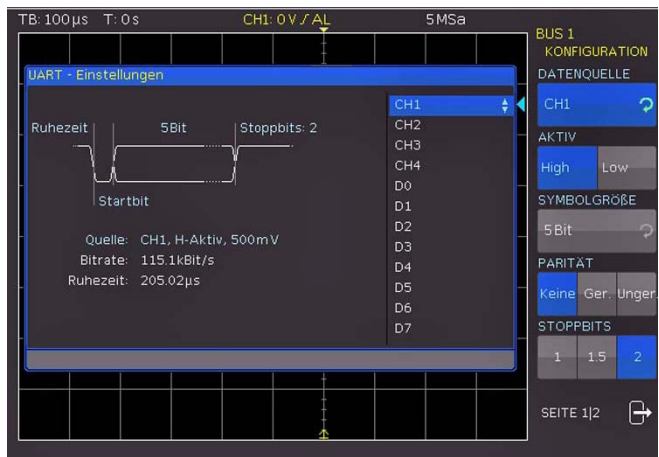 TB: 100µs T: 0s CH1: 0V / AL 5MSa
UART - Einstellungen
Ruhezeit 5Bit Stoppbits: 2
Startbit
Quelle: CH1, H-Aktiv, 500mV
Bitrate: 115.1kBit/s
Ruhezeit: 205.02µs
CH1
CH2
CH3
CH4
D0
D1
D2
D3
D4
D5
D6
D7
BUS 1
KONFIGURATION
DATENQUELLE
CH1
AKTIV
High Low
SYMBOLGRÖßE
5Bit
PARITÄT
Keine Ger. Unger.
STOPPBITS
1 1.5 2
SEITE 1|2